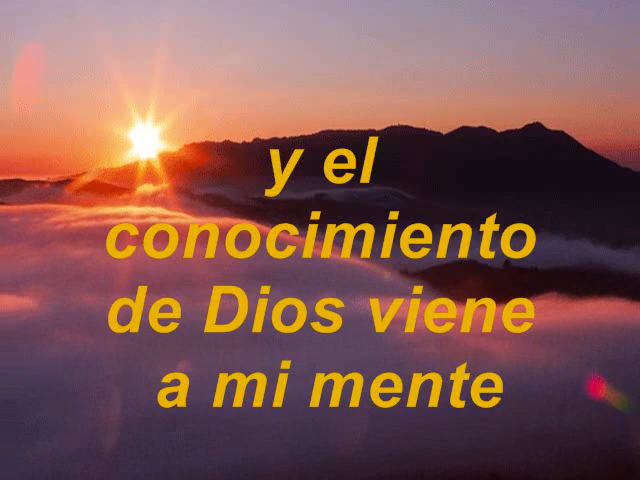 y el
conocimiento
de Dios viene
a mi mente